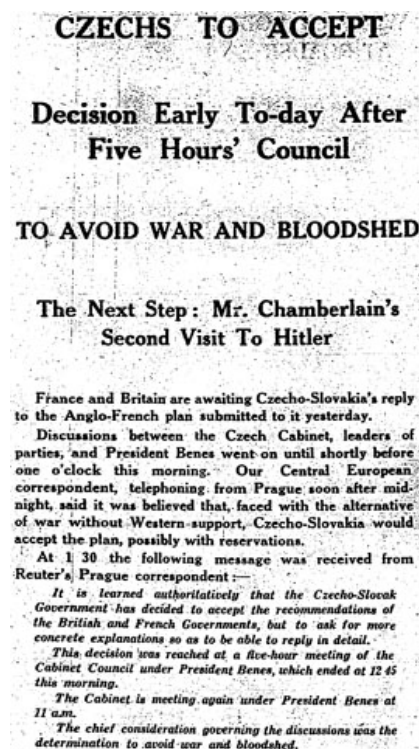 CZECHS TO ACCEPT
Decision Early To-day After
Five Hours' Council
TO AVOID WAR AND BLOODSHED
The Next Step: Mr. Chamberlain's
Second Visit To Hitler
France and Britain are awaiting Czecho-Slovakia's reply
to the Anglo-French plan submitted to it yesterday.
Discussions between the Czech Cabinet, leaders of
parties, and President Benes went on until shortly before
one o'clock this morning. Our Central European
correspondent, telephoning from Prague soon after mid-
night, said it was believed that, faced with the alternative
of war without Western support, Czecho-Slovakia would
accept the plan, possibly with reservations.
At 1 30 the following message was received from
Reuter's Prague correspondent:—
It is learned authoritatively that the Czecho-Slovak
Government has decided to accept the recommendations of
the British and French Governments, but to ask for more
concrete explanations so as to be able to reply in detail.
This decision was reached at a five-hour meeting of the
Cabinet Council under President Benes, which ended at 12 45
this morning.
The Cabinet is meeting again under President Benes at
11 a.m.
The chief consideration governing the discussions was the
determination to avoid war and bloodshed.